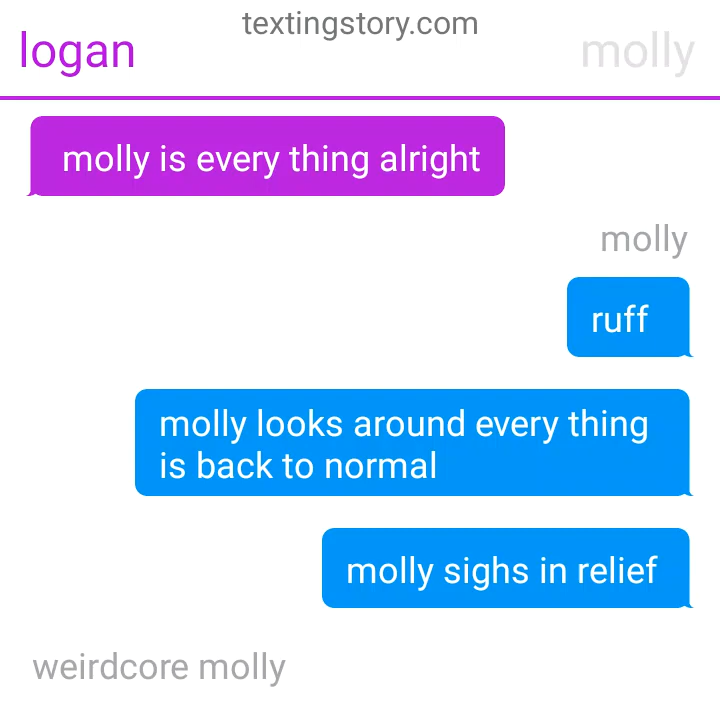 textingstory.com
logan
molly
molly is every thing alright
molly
ruff
molly looks around every thing
is back to normal
molly sighs in relief
weirdcore molly